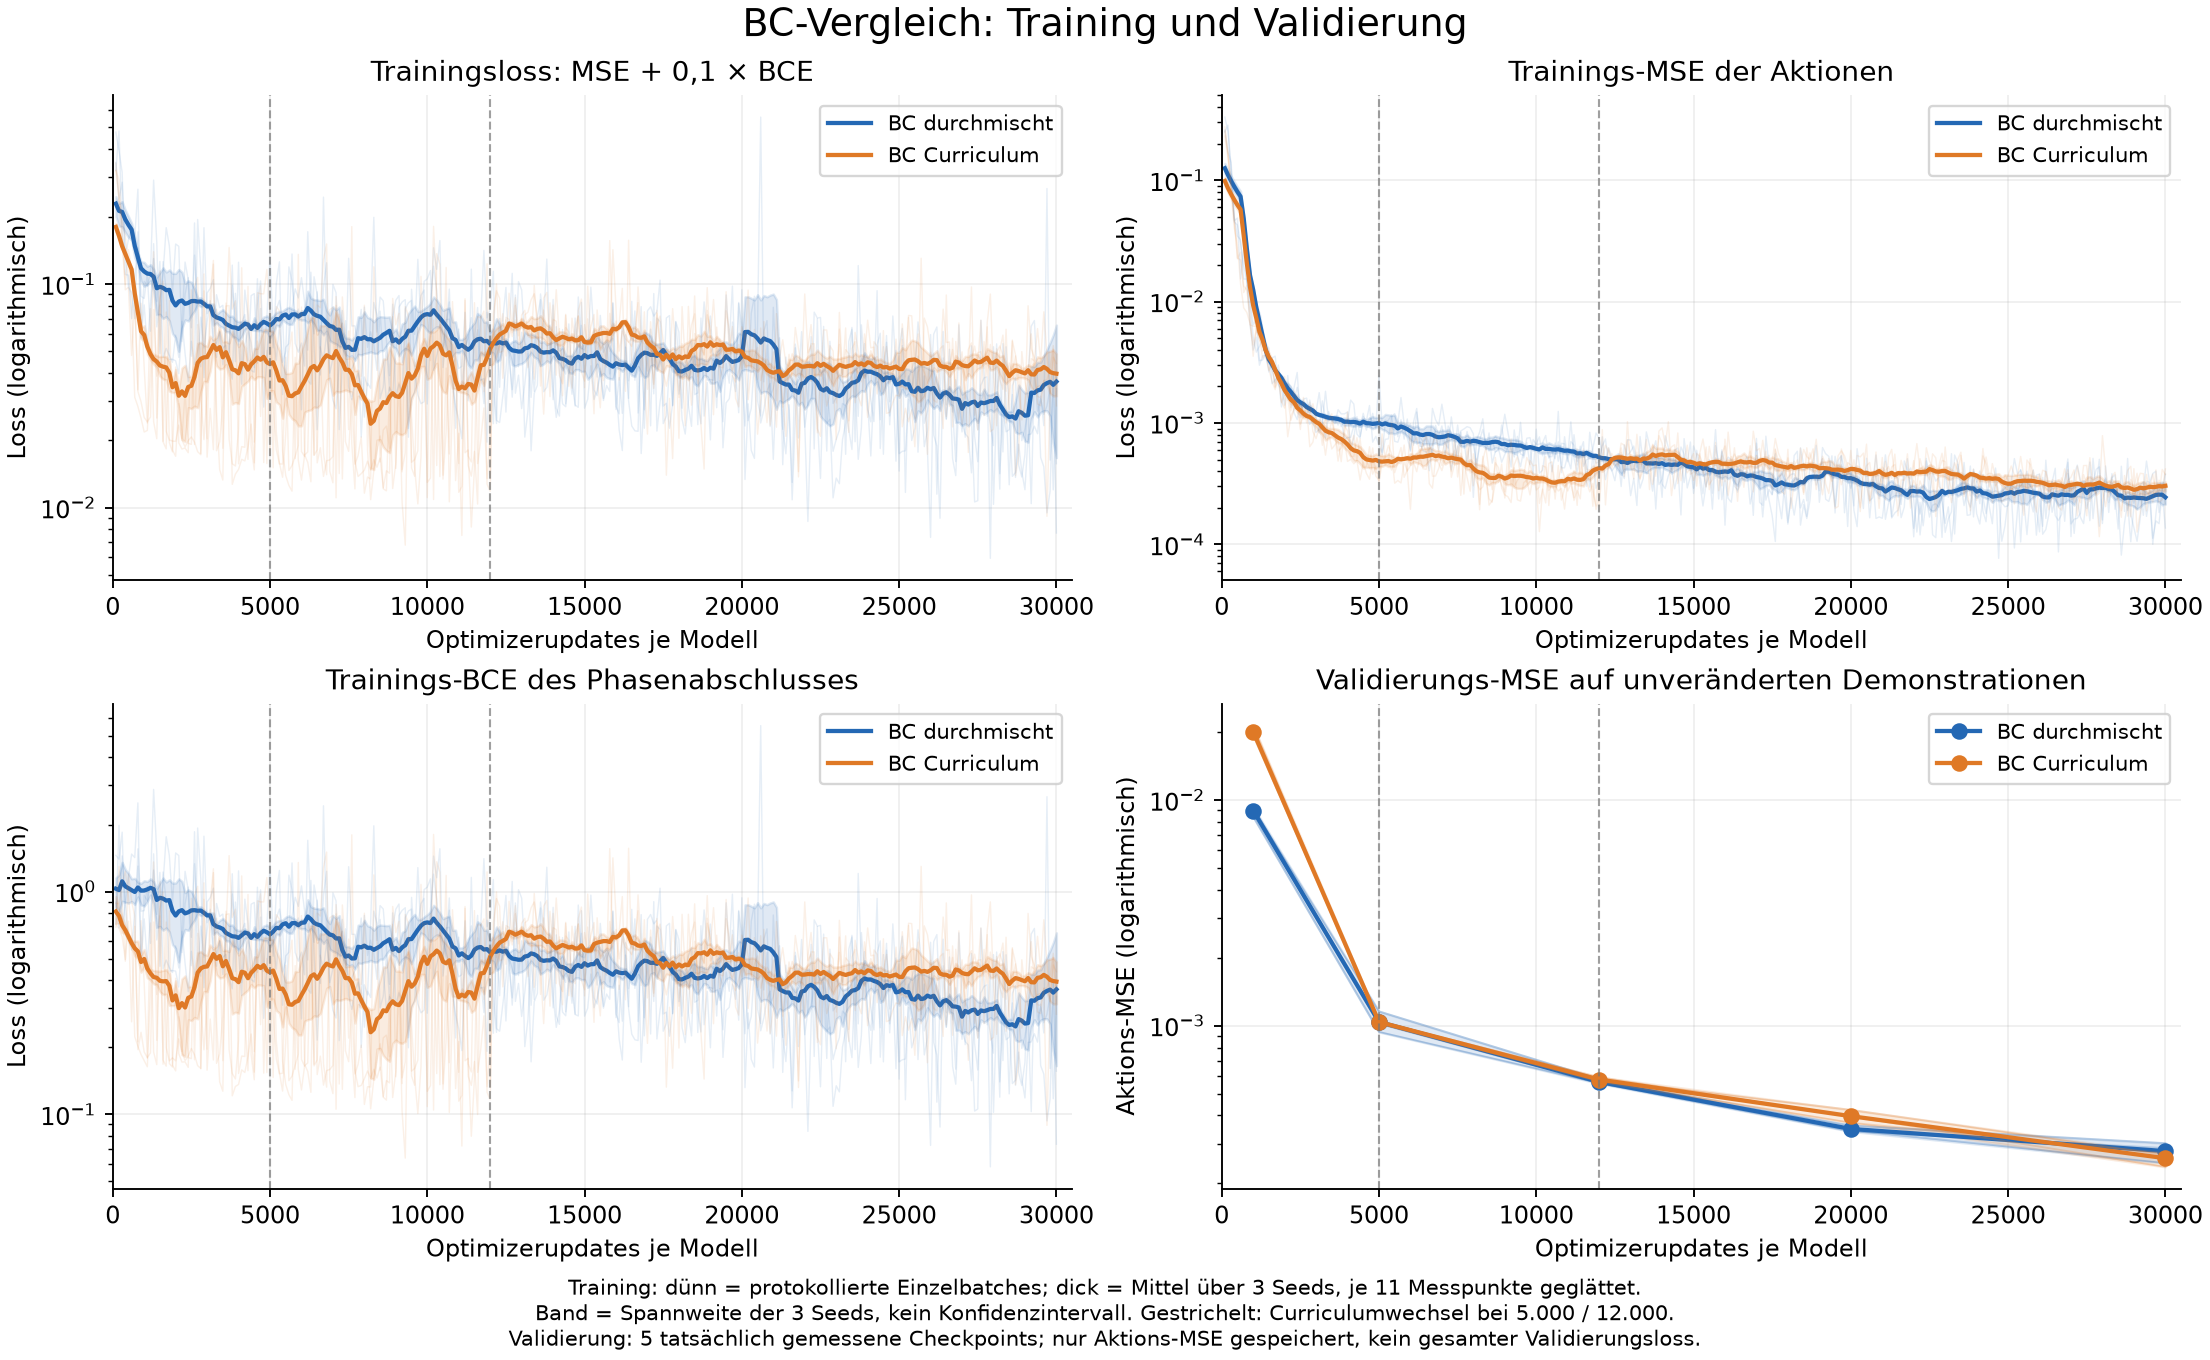 BC-Vergleich: Training und Validierung
Trainingsloss: MSE + 0,1 × BCE
Loss (logarithmisch)
10⁻¹
10⁻²
BC durchmischt
BC Curriculum
0 5000 10000 15000 20000 25000 30000
Optimizerupdates je Modell
Trainings-MSE der Aktionen
Loss (logarithmisch)
10⁻¹
10⁻²
10⁻³
10⁻⁴
BC durchmischt
BC Curriculum
0 5000 10000 15000 20000 25000 30000
Optimizerupdates je Modell
Trainings-BCE des Phasenabschlusses
Loss (logarithmisch)
10⁰
10⁻¹
BC durchmischt
BC Curriculum
0 5000 10000 15000 20000 25000 30000
Optimizerupdates je Modell
Validierungs-MSE auf unveränderten Demonstrationen
Aktions-MSE (logarithmisch)
10⁻²
10⁻³
BC durchmischt
BC Curriculum
0 5000 10000 15000 20000 25000 30000
Optimizerupdates je Modell
Training: dünn = protokollierte Einzelbatches; dick = Mittel über 3 Seeds, je 11 Messpunkte geglättet.
Band = Spannweite der 3 Seeds, kein Konfidenzintervall. Gestrichelt: Curriculumwechsel bei 5.000 / 12.000.
Validierung: 5 tatsächlich gemessene Checkpoints; nur Aktions-MSE gespeichert, kein gesamter Validierungsloss.